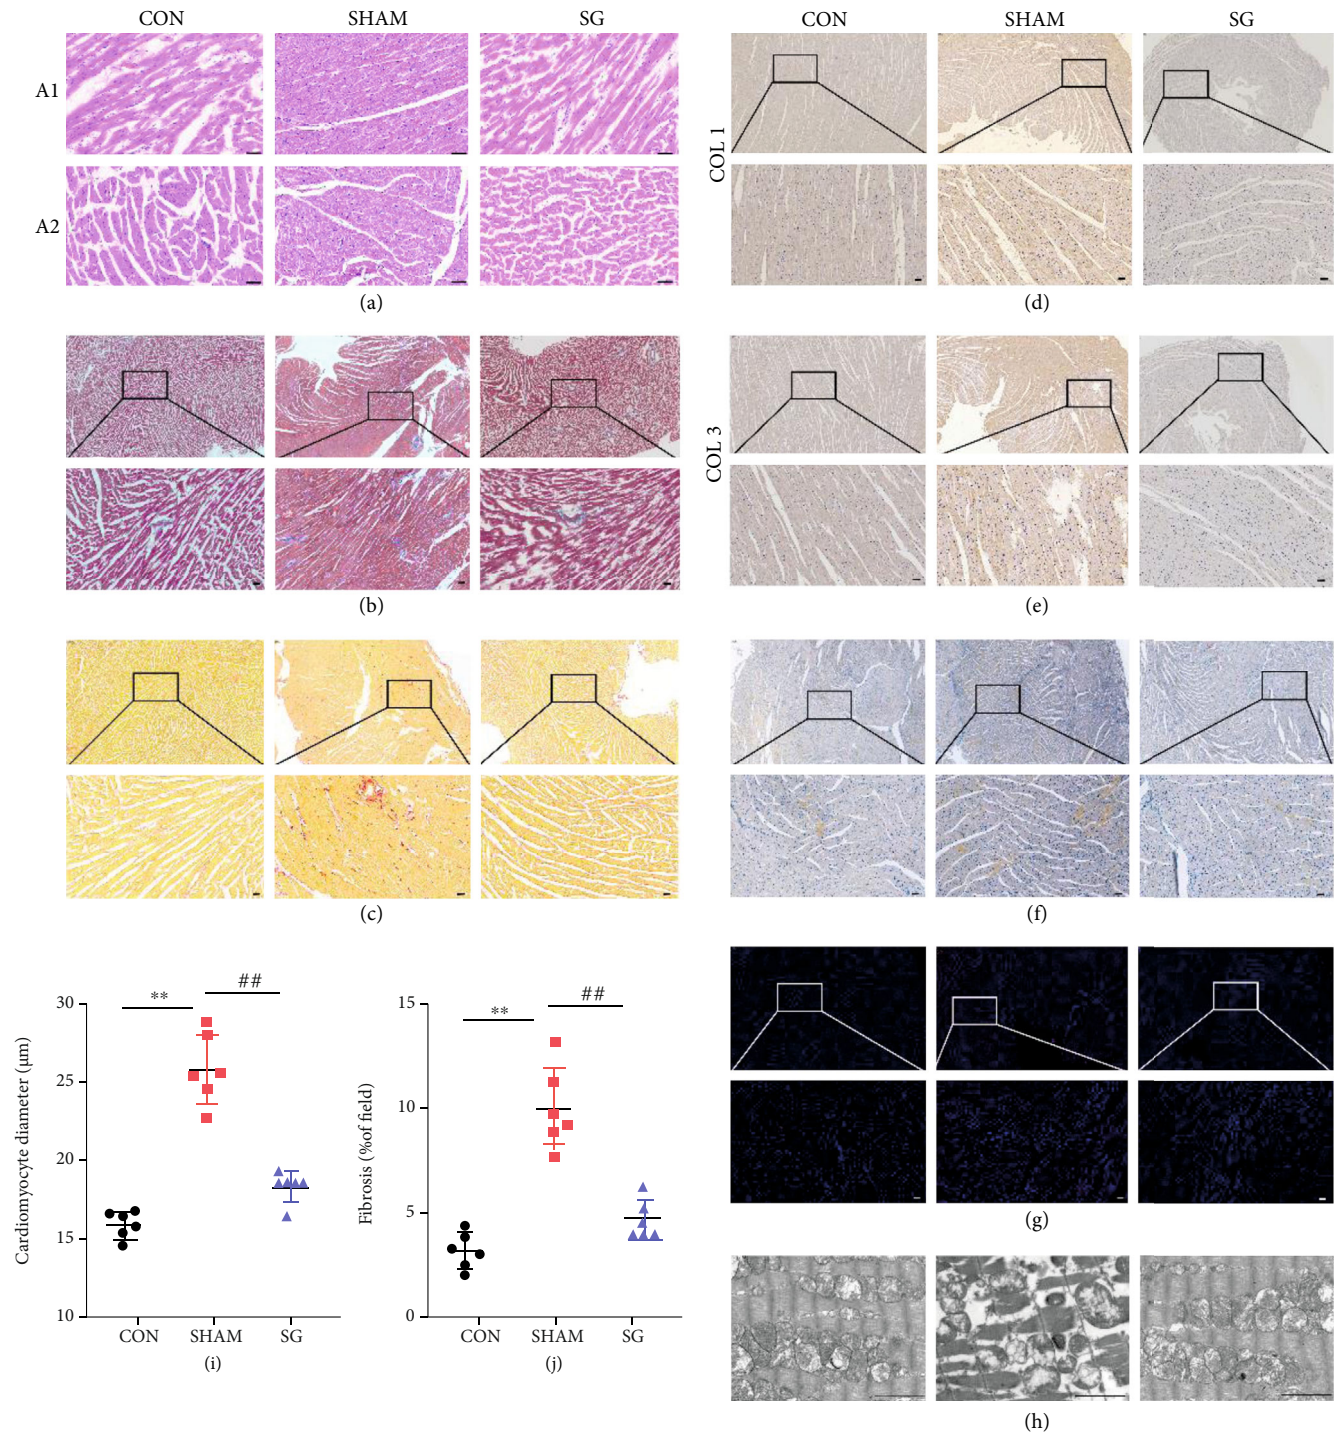 CON SHAM SG
A1
A2
(a)
(b)
(c)
CON SHAM SG
COL 1
(d)
COL 3
(e)
(f)
(g)
(h)
Cardiomyocyte diameter (μm)
30
25
20
15
10
**
##
CON SHAM SG
(i)
Fibrosis (%of field)
15
10
5
0
**
##
CON SHAM SG
(j)